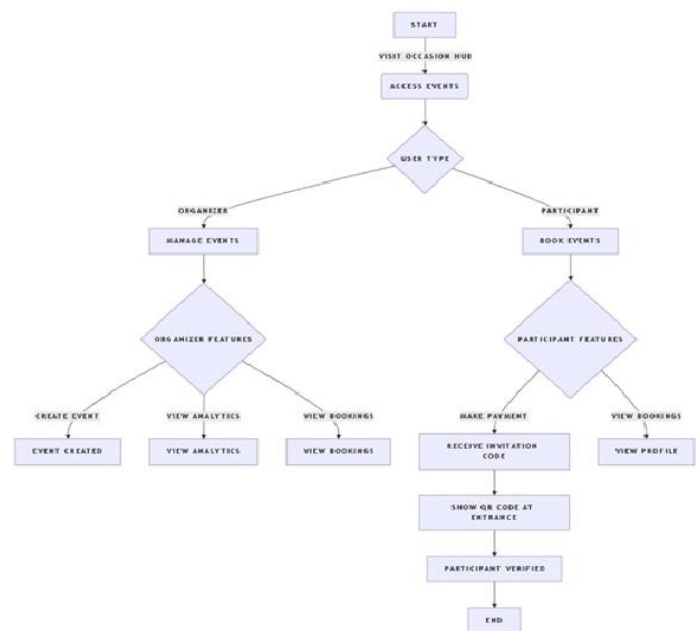 START
VISIT OCCASION HUB
ACCESS EVENTS
USER TYPE
ORGANIZER
PARTICIPANT
MANAGE EVENTS
BOOK EVENTS
ORGANIZER FEATURES
PARTICIPANT FEATURES
CREATE EVENT
VIEW ANALYTICS
VIEW BOOKINGS
MAKE PAYMENT
VIEW BOOKINGS
EVENT CREATED
VIEW ANALYTICS
VIEW BOOKINGS
RECEIVE INVITATION
CODE
VIEW PROFILE
SHOW QR CODE AT
ENTRANCE
PARTICIPANT VERIFIED
END